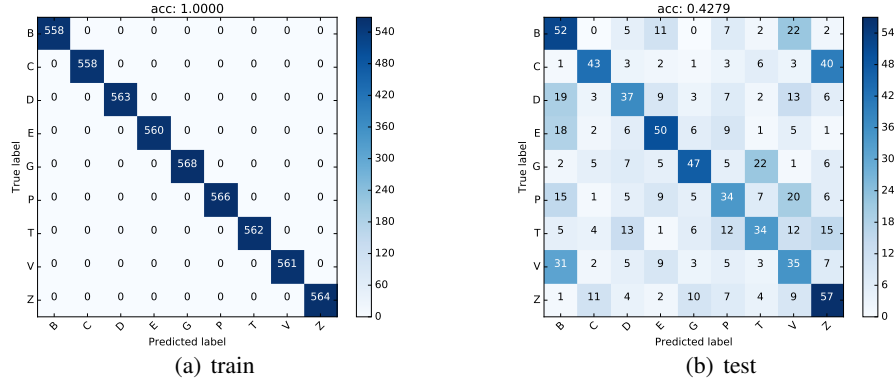 acc: 1.0000
True label
B 558 0 0 0 0 0 0 0 0
C 0 558 0 0 0 0 0 0 0
D 0 0 563 0 0 0 0 0 0
E 0 0 0 560 0 0 0 0 0
G 0 0 0 0 568 0 0 0 0
P 0 0 0 0 0 566 0 0 0
T 0 0 0 0 0 0 562 0 0
V 0 0 0 0 0 0 0 561 0
Z 0 0 0 0 0 0 0 0 564
B C D E G P T V Z
Predicted label
540
480
420
360
300
240
180
120
60
0
(a) train
acc: 0.4279
True label
B 52 0 5 11 0 7 2 22 2
C 1 43 3 2 1 3 6 3 40
D 19 3 37 9 3 7 2 13 6
E 18 2 6 50 6 9 1 5 1
G 2 5 7 5 47 5 22 1 6
P 15 1 5 9 5 34 7 20 6
T 5 4 13 1 6 12 34 12 15
V 31 2 5 9 3 5 3 35 7
Z 1 11 4 2 10 7 4 9 57
B C D E G P T V Z
Predicted label
54
48
42
36
30
24
18
12
6
0
(b) test